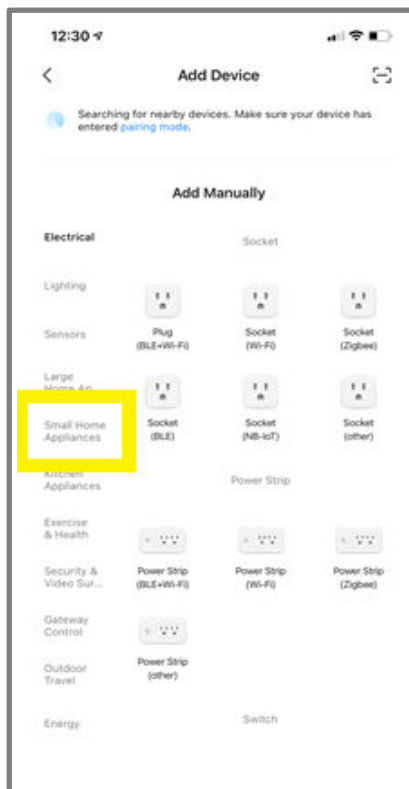 12:30
Add Device
Searching for nearby devices. Make sure your device has
entered pairing mode.
Add Manually
Electrical
Socket
Lighting
Plug
(BLE+Wi-Fi)
Socket
(Wi-Fi)
Socket
(Zigbee)
Sensors
Large
Home Ap...
Socket
(BLE)
Socket
(NB-IoT)
Socket
(other)
Small Home
Appliances
Kitchen
Appliances
Power Strip
Exercise
& Health
Power Strip
(BLE+Wi-Fi)
Power Strip
(Wi-Fi)
Power Strip
(Zigbee)
Security &
Video Sur...
Gateway
Control
Power Strip
(other)
Outdoor
Travel
Energy
Switch